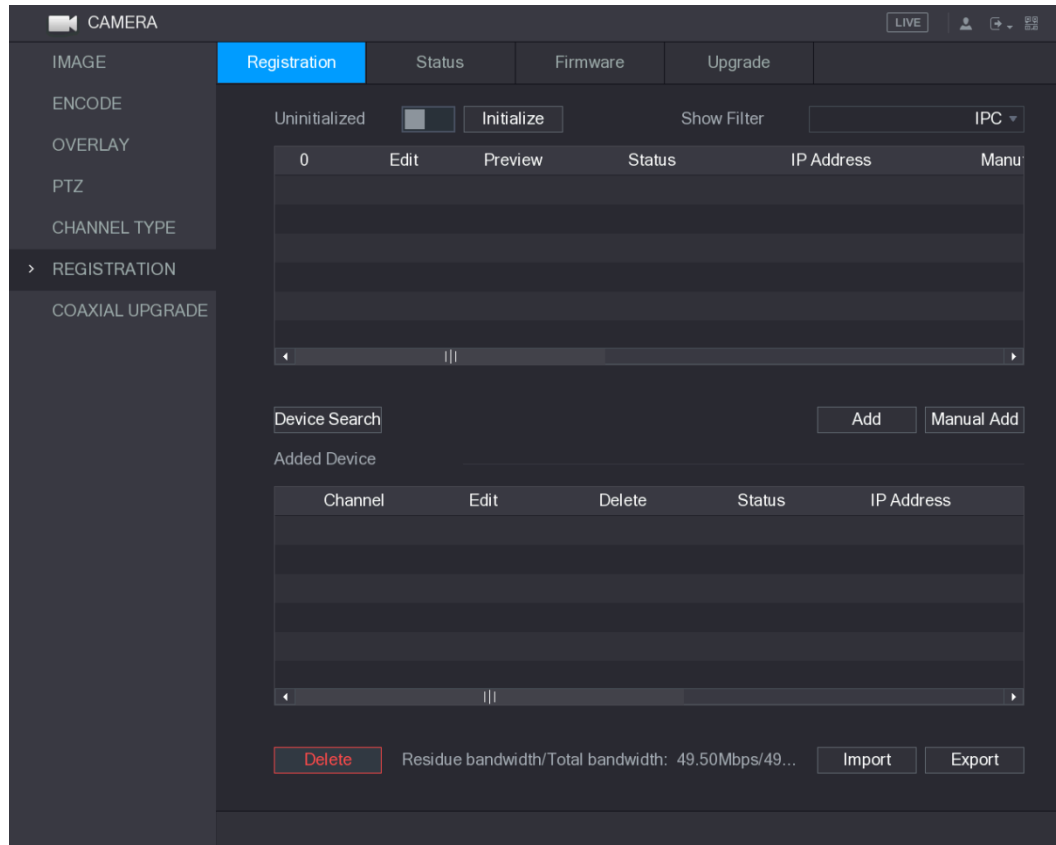 CAMERA
LIVE
IMAGE
ENCODE
OVERLAY
PTZ
CHANNEL TYPE
REGISTRATION
COAXIAL UPGRADE
Registration Status Firmware Upgrade
Uninitialized Initialize Show Filter IPC
0 Edit Preview Status IP Address Manu
Device Search Add Manual Add
Added Device
Channel Edit Delete Status IP Address
Delete Residue bandwidth/Total bandwidth: 49.50Mbps/49... Import Export